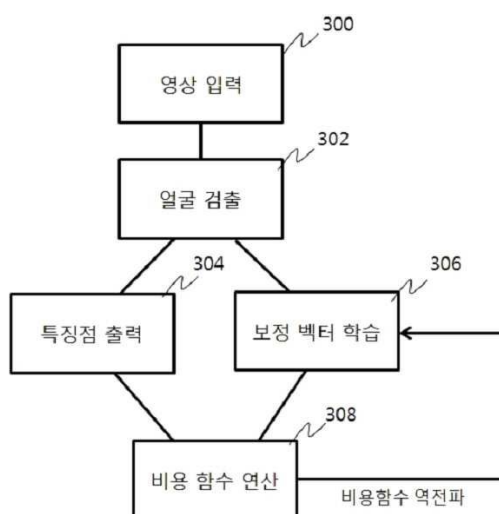 300
영상 입력
302
얼굴 검출
304
306
특징점 출력
보정 벡터 학습
308
비용 함수 연산
비용함수 역전파